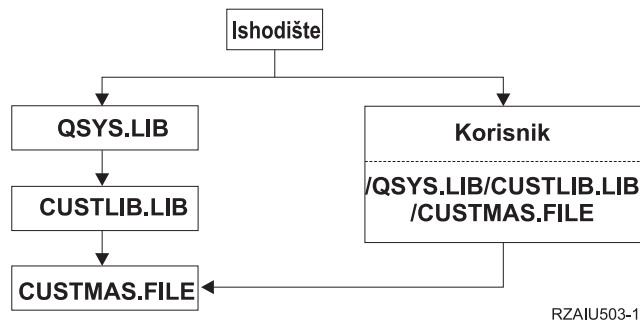 Ishodište
QSYS.LIB
CUSTLIB.LIB
CUSTMAS.FILE
Korisnik
/QSYS.LIB/CUSTLIB.LIB
/CUSTMAS.FILE
RZAIU503-1